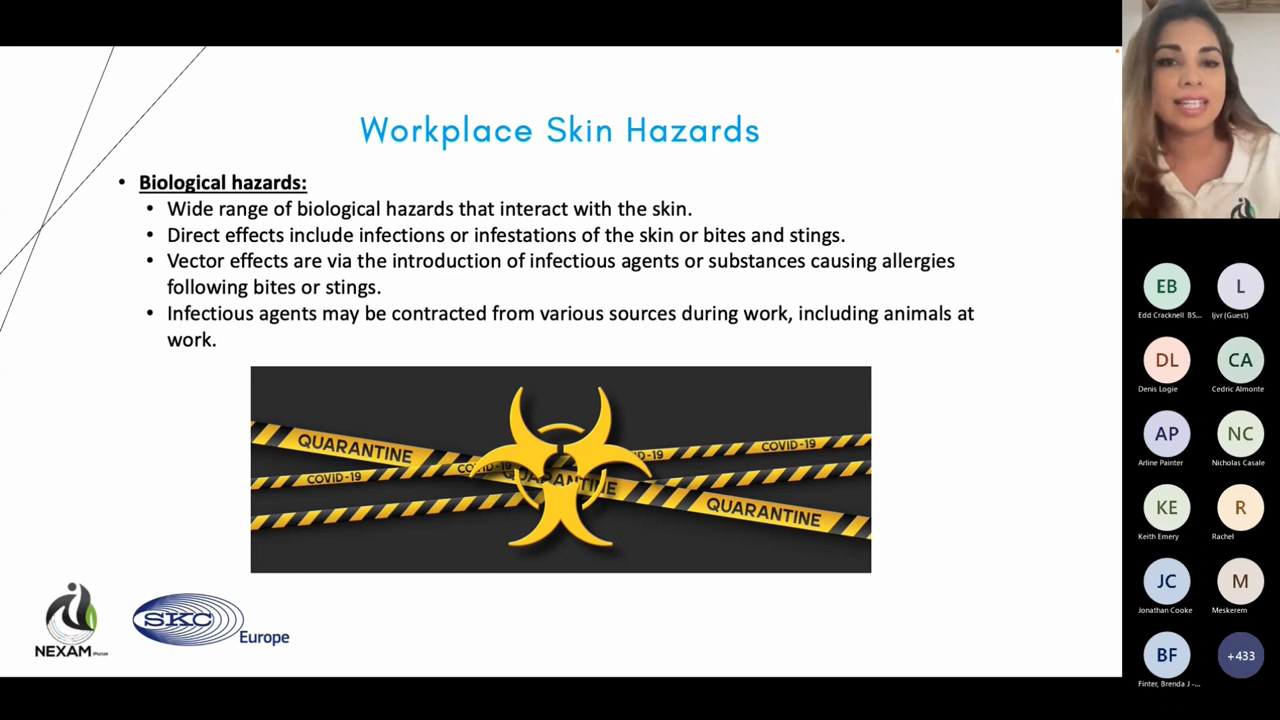 Workplace Skin Hazards
• Biological hazards:
• Wide range of biological hazards that interact with the skin.
• Direct effects include infections or infestations of the skin or bites and stings.
• Vector effects are via the introduction of infectious agents or substances causing allergies
following bites or stings.
• Infectious agents may be contracted from various sources during work, including animals at
work.
QUARANTINE
COVID-19
COVID-19
QUARANTINE
COVID-19
QUARANTINE
NEXAM
SKC
Europe
EB
Edd Cracknell BS...
L
ljvr (Guest)
DL
Denis Logie
CA
Cedric Almonte
AP
Arline Painter
NC
Nicholas Casale
KE
Keith Emery
R
Rachel
JC
Jonathan Cooke
M
Meskerem
BF
Finter, Brenda J -...
+433